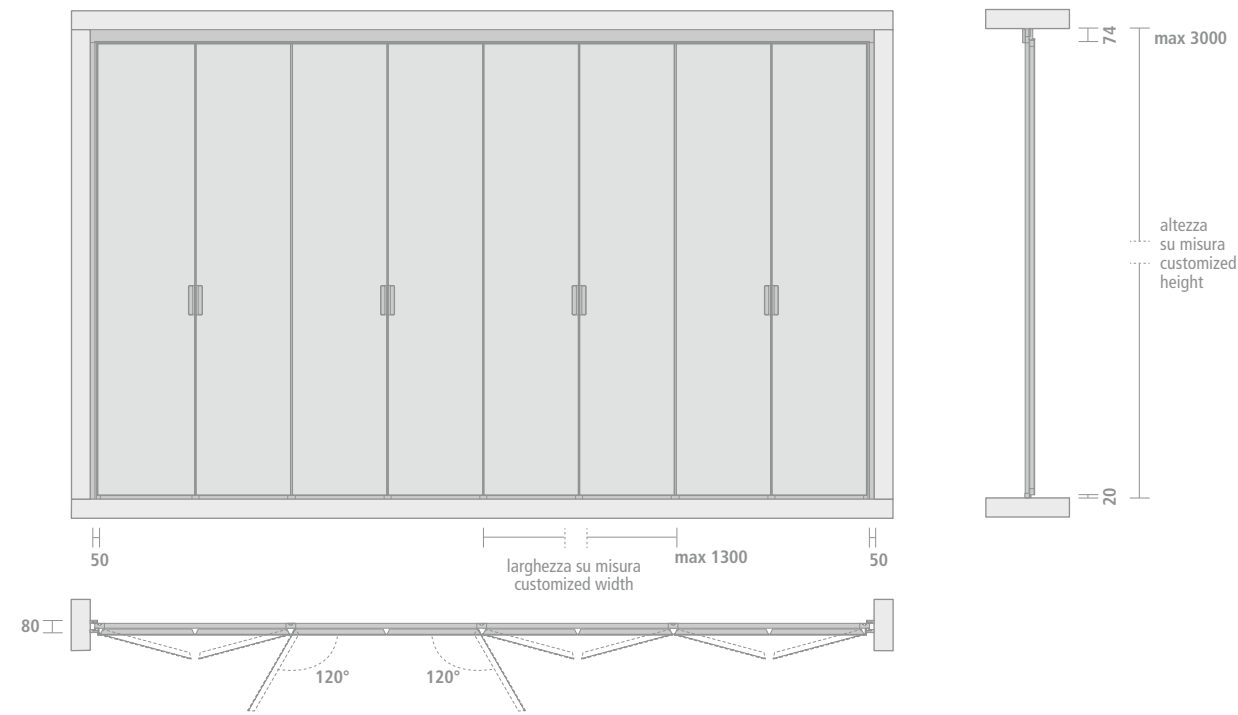 74
max 3000
altezza
su misura
customized
height
20
50
larghezza su misura
customized width
max 1300
50
80
120°
120°